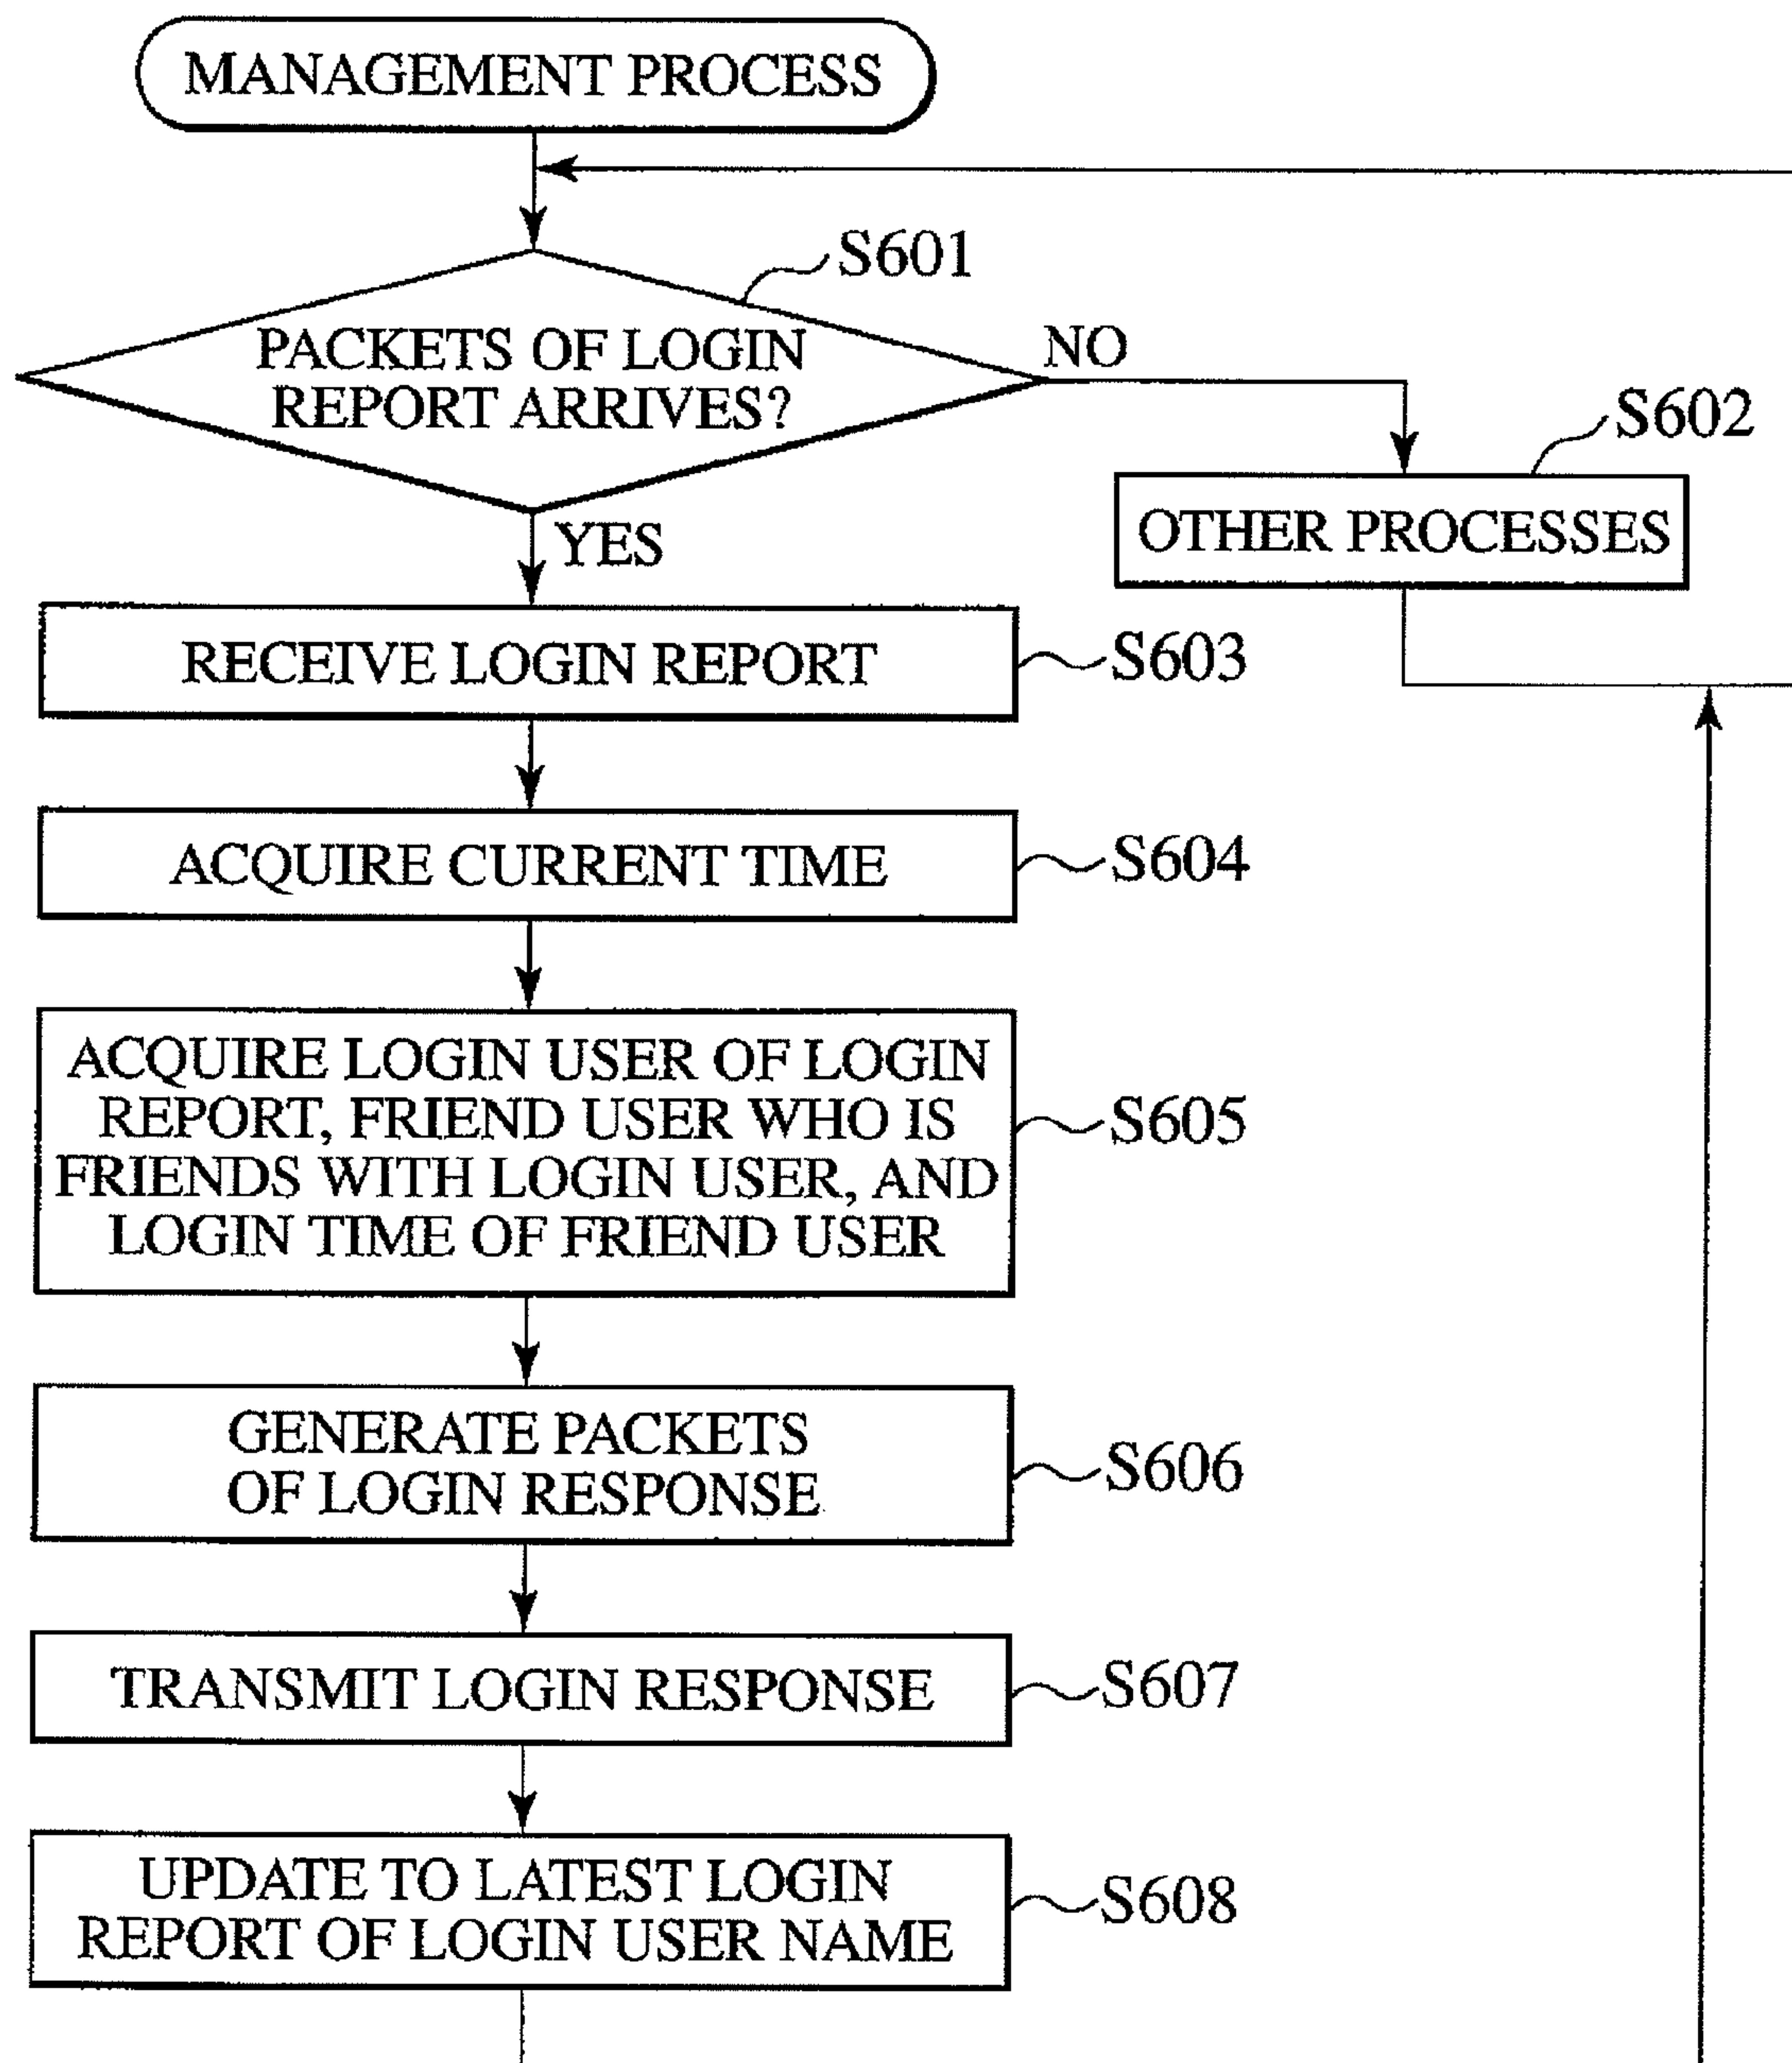 MANAGEMENT PROCESS
S601
PACKETS OF LOGIN
REPORT ARRIVES?
NO
S602
OTHER PROCESSES
YES
RECEIVE LOGIN REPORT
S603
ACQUIRE CURRENT TIME
S604
ACQUIRE LOGIN USER OF LOGIN
REPORT, FRIEND USER WHO IS
FRIENDS WITH LOGIN USER, AND
LOGIN TIME OF FRIEND USER
S605
GENERATE PACKETS
OF LOGIN RESPONSE
S606
TRANSMIT LOGIN RESPONSE
S607
UPDATE TO LATEST LOGIN
REPORT OF LOGIN USER NAME
S608